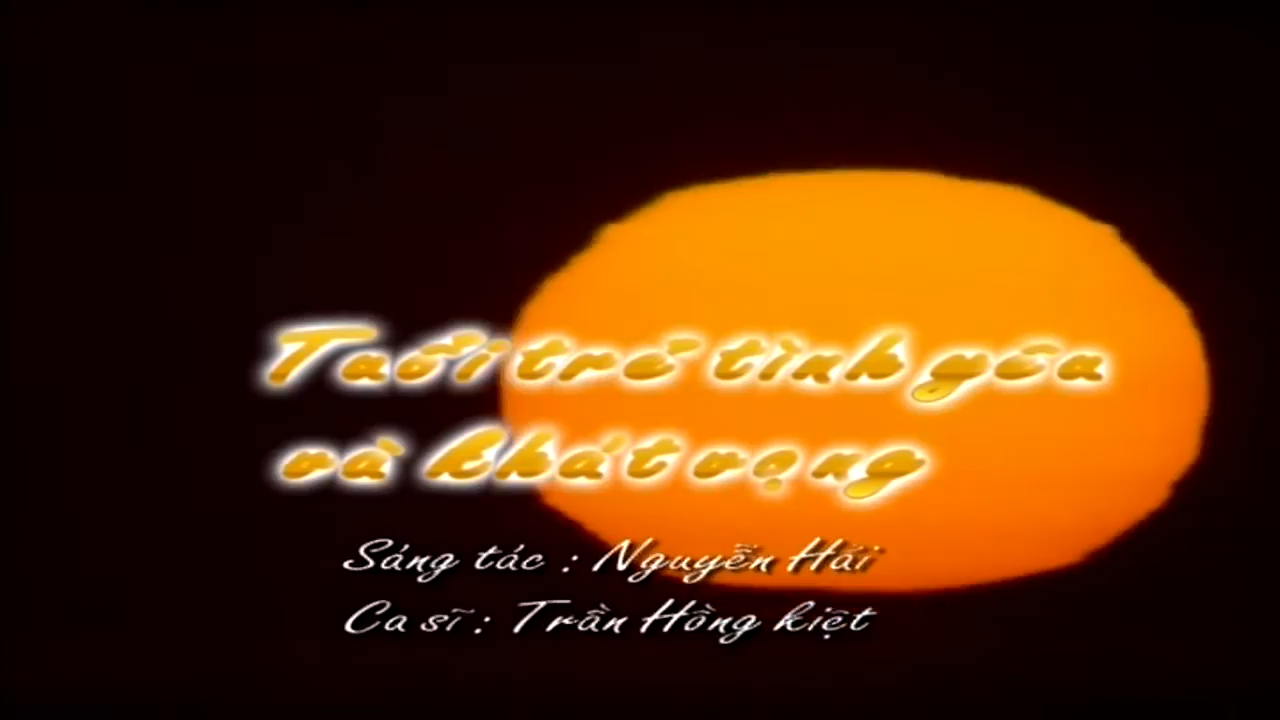 Tuổi trẻ tình yêu
và khát vọng
Sáng tác : Nguyễn Hải
Ca sĩ : Trần Hồng kiệt